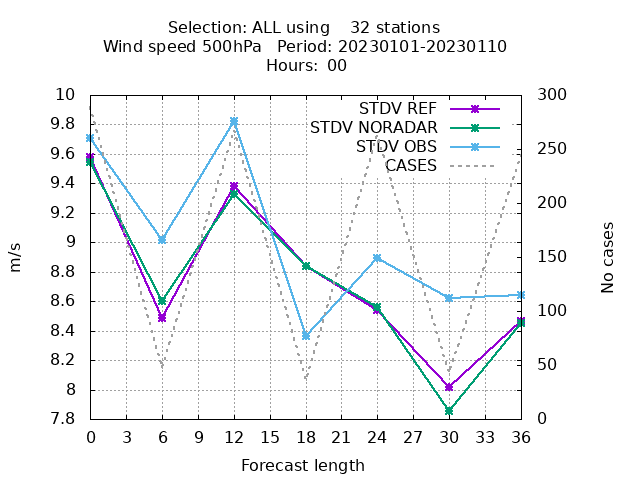 Selection: ALL using    32 stations
Wind speed 500hPa   Period: 20230101-20230110
Hours: 00
STDV REF
STDV NORADAR
STDV OBS
CASES
10
9.8
9.6
9.4
9.2
9
8.8
8.6
8.4
8.2
8
7.8
m/s
300
250
200
150
100
50
0
No cases
0 3 6 9 12 15 18 21 24 27 30 33 36
Forecast length